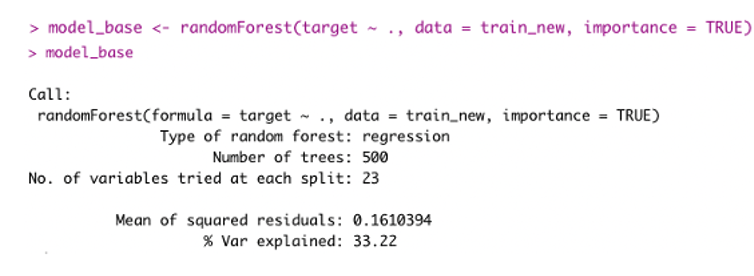 > model_base <- randomForest(target ~ ., data = train_new, importance = TRUE)
> model_base
Call:
randomForest(formula = target ~ ., data = train_new, importance = TRUE)
Type of random forest: regression
Number of trees: 500
No. of variables tried at each split: 23
Mean of squared residuals: 0.1610394
% Var explained: 33.22